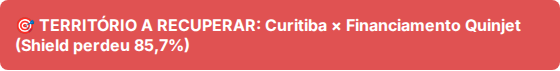 🎯 TERRITÓRIO A RECUPERAR: Curitiba × Financiamento Quinjet
(Shield perdeu 85,7%)